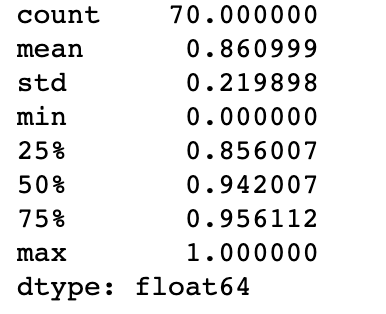 count    70.000000
mean      0.860999
std       0.219898
min       0.000000
25%       0.856007
50%       0.942007
75%       0.956112
max       1.000000
dtype: float64